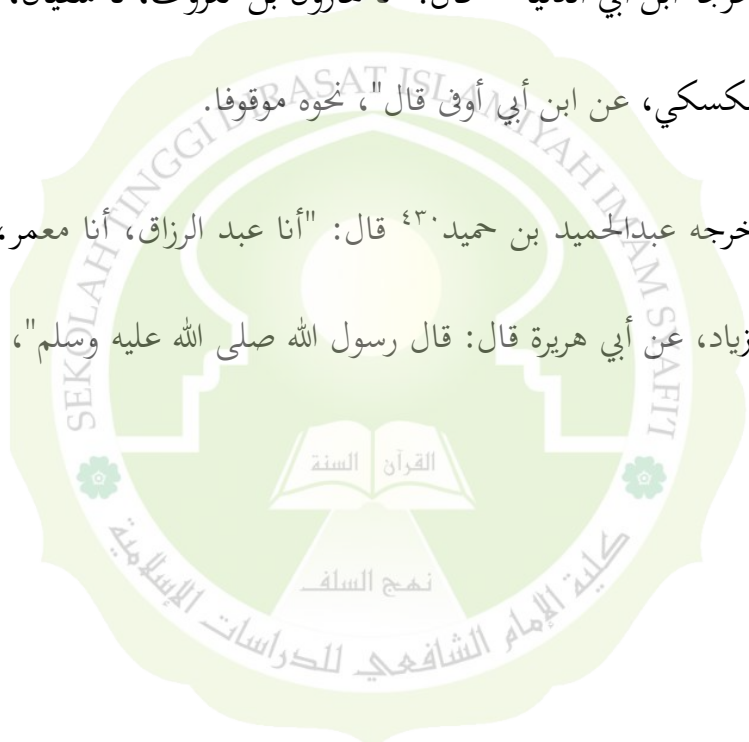 خرجه ابن أبي الدنيا قال: "نا هارون بن معروف، نا سفيان،
كسكي، عن ابن أبي أوفى قال"، نحوه موقوفا.
خرجه عبدالحميد بن حميد٤٣٠ قال: "أنا عبد الرزاق، أنا معمر،
زياد، عن أبي هريرة قال: قال رسول الله صلى الله عليه وسلم"،
SEKOLAH TINGGI DIRASAT ISLAMIYAH IMAM SYAFI'I
القرآن السنة
نهج السلف
كلية الإمام الشافعي للدراسات الإسلامية